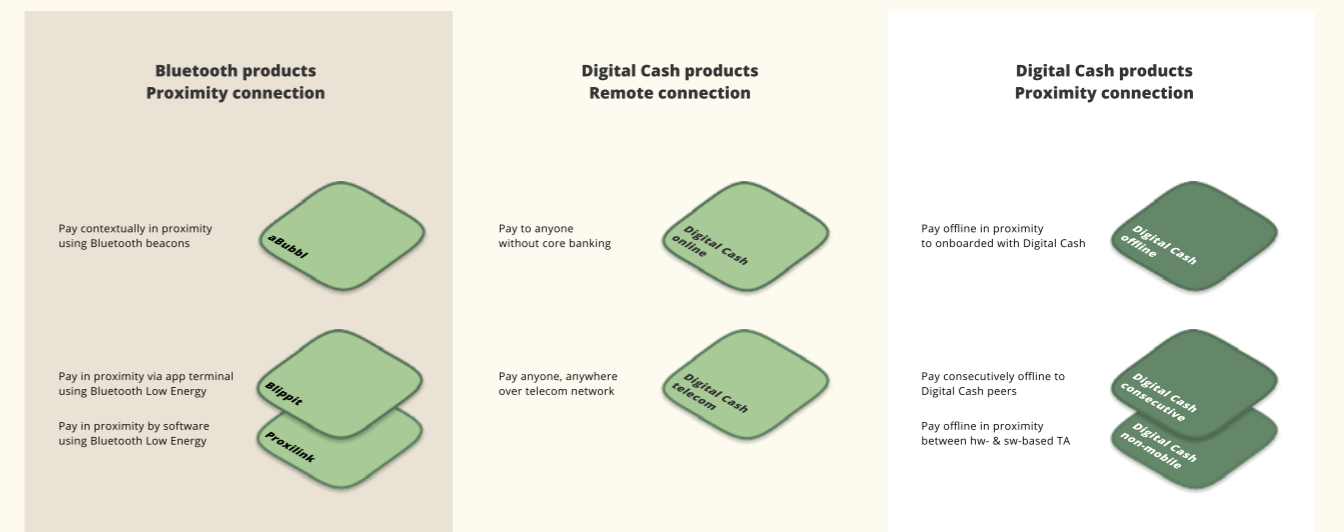 Bluetooth products
Proximity connection
Pay contextually in proximity
using Bluetooth beacons
aBubbl
Pay in proximity via app terminal
using Bluetooth Low Energy
Blippit
Pay in proximity by software
using Bluetooth Low Energy
Proxilink
Digital Cash products
Remote connection
Pay to anyone
without core banking
Digital Cash
online
Pay anyone, anywhere
over telecom network
Digital Cash
telecom
Digital Cash products
Proximity connection
Pay offline in proximity
to onboarded with Digital Cash
Digital Cash
offline
Pay consecutively offline to
Digital Cash peers
Digital Cash
consecutive
Pay offline in proximity
between hw- & sw-based TA
Digital Cash
non-mobile